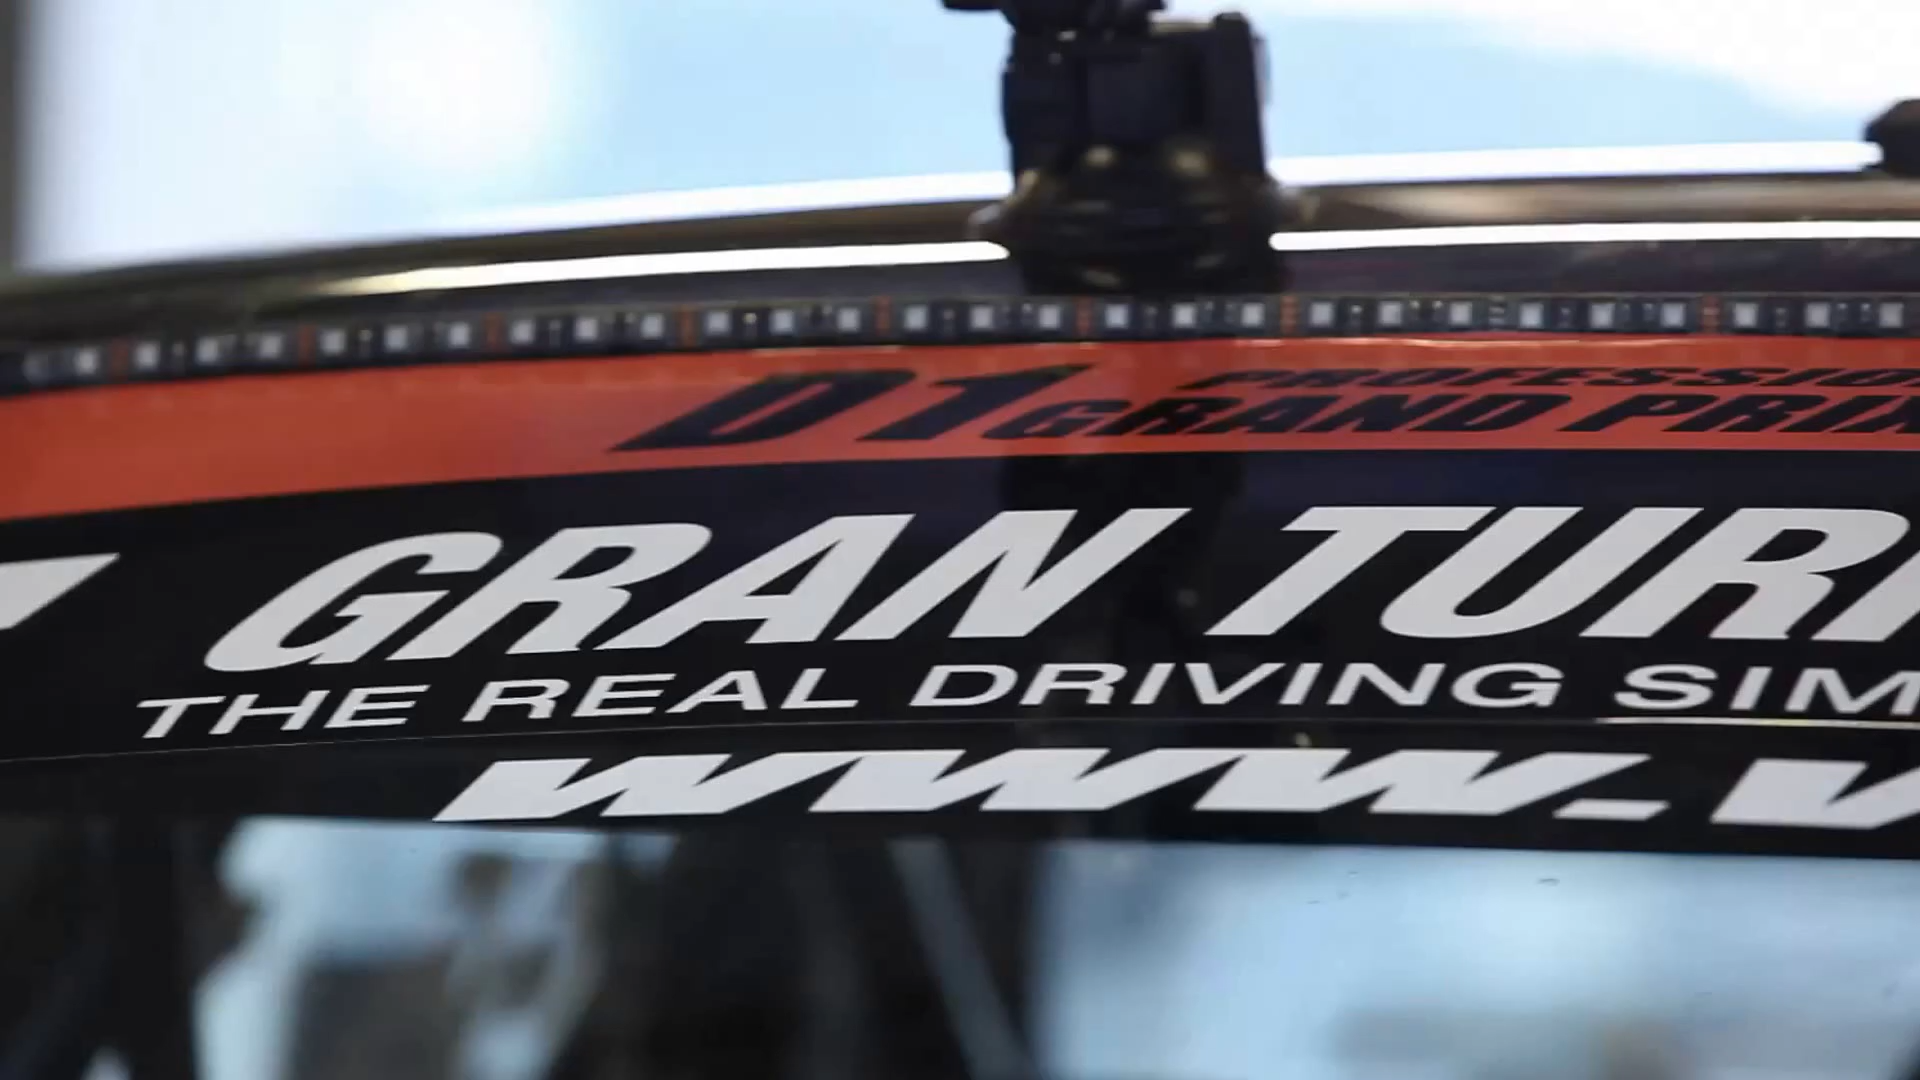 PROFESSIO
D1 GRAND PRIX
GRAN TUR
THE REAL DRIVING SIM
www.